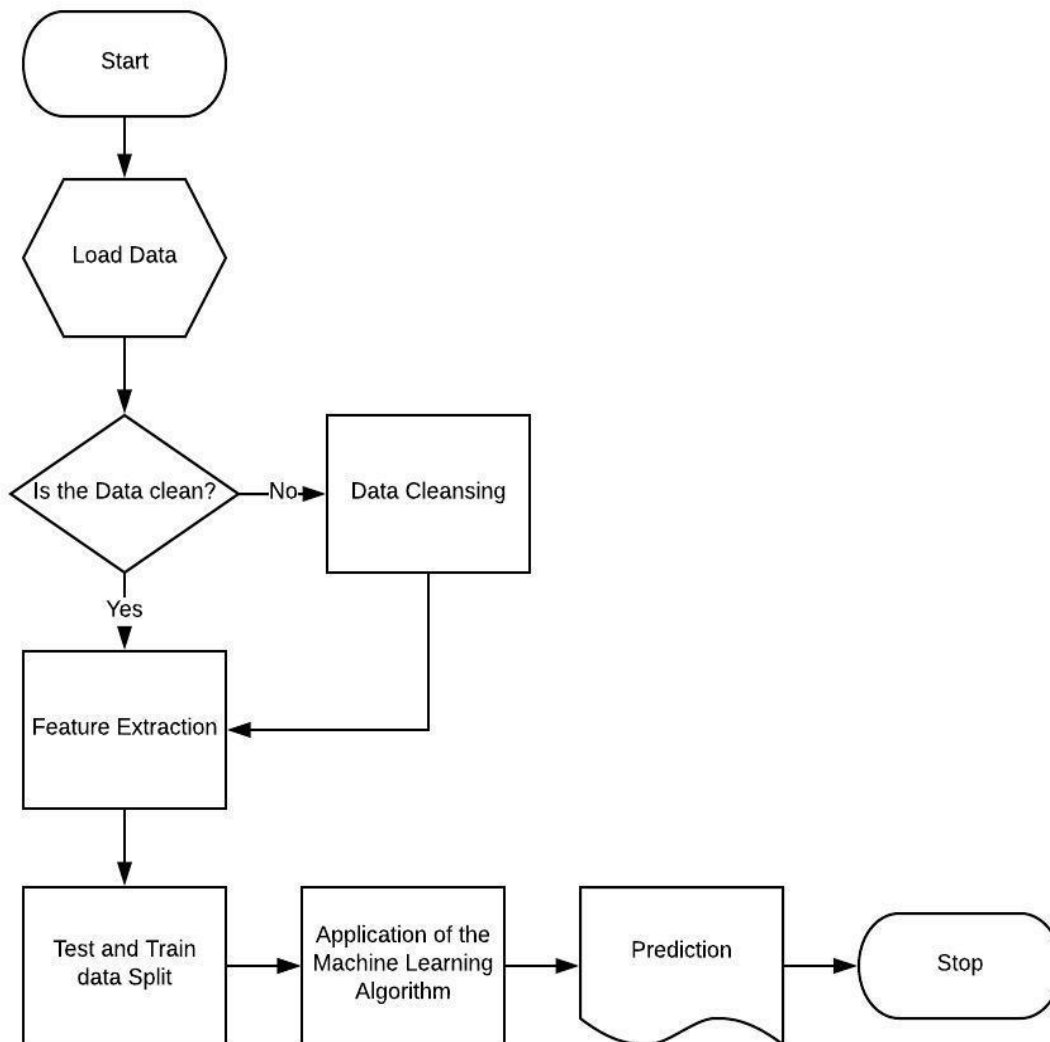 Start
Load Data
Is the Data clean?
No
Data Cleansing
Yes
Feature Extraction
Test and Train
data Split
Application of the
Machine Learning
Algorithm
Prediction
Stop